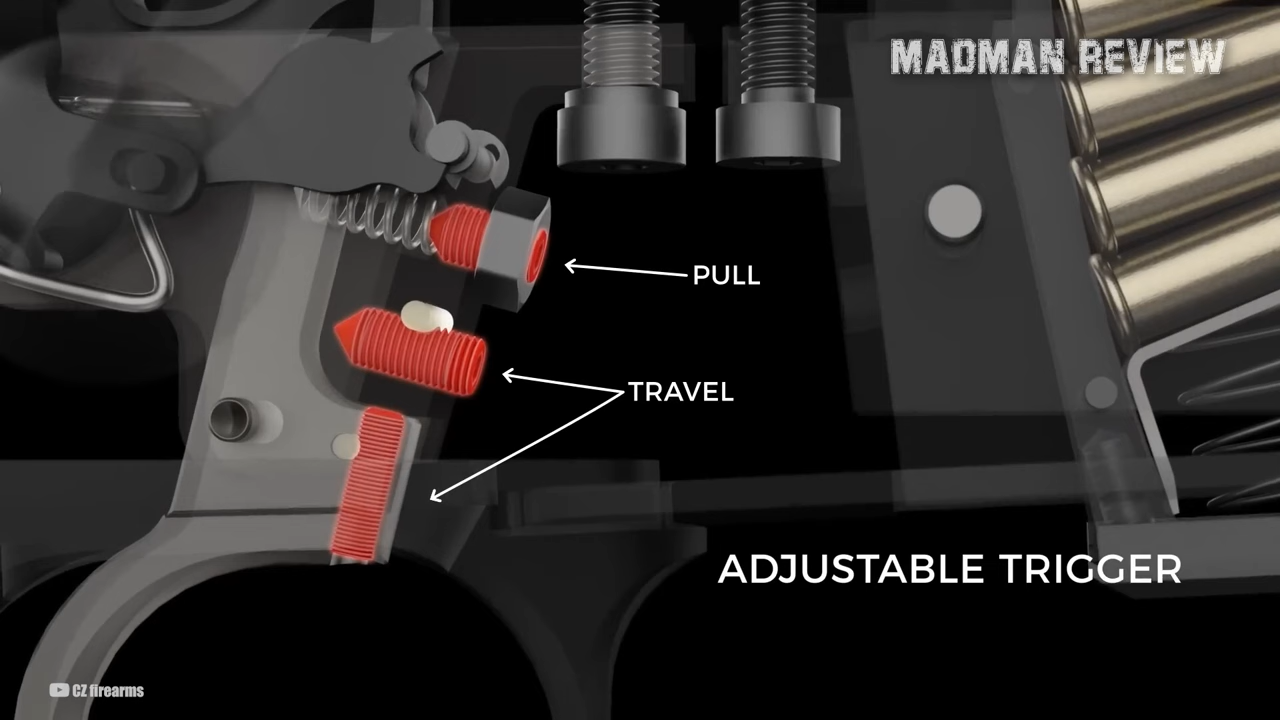 MADMAN REVIEW
PULL
TRAVEL
ADJUSTABLE TRIGGER
CZ firearms